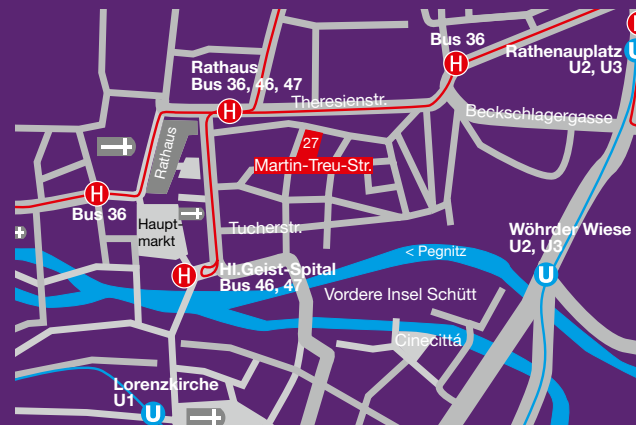 Bus 36
Rathenauplatz
U2, U3
H
U
H
Rathaus
Bus 36, 46, 47
H
Theresienstr.
Beckschlagergasse
27
Martin-Treu-Str.
Rathaus
H
Bus 36
Haupt-
markt
Tucherstr.
Wöhrder Wiese
U2, U3
< Pegnitz
H
Hl.Geist-Spital
Bus 46, 47
U
Vordere Insel Schütt
Cinecittá
Lorenzkirche
U1
U